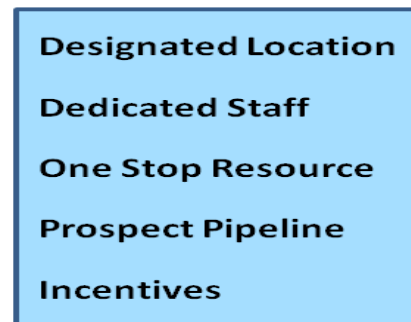 Designated Location
Dedicated Staff
One Stop Resource
Prospect Pipeline
Incentives